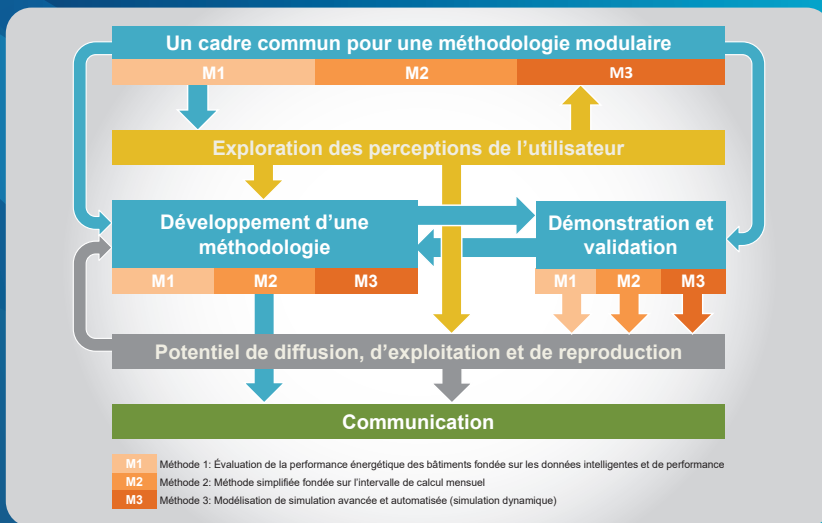 Un cadre commun pour une méthodologie modulaire
M1 M2 M3
Exploration des perceptions de l'utilisateur
Développement d'une
méthodologie
M1 M2 M3
Démonstration et
validation
M1 M2 M3
Potentiel de diffusion, d'exploitation et de reproduction
Communication
M1 Méthode 1: Évaluation de la performance énergétique des bâtiments fondée sur les données intelligentes et de performance
M2 Méthode 2: Méthode simplifiée fondée sur l'intervalle de calcul mensuel
M3 Méthode 3: Modélisation de simulation avancée et automatisée (simulation dynamique)